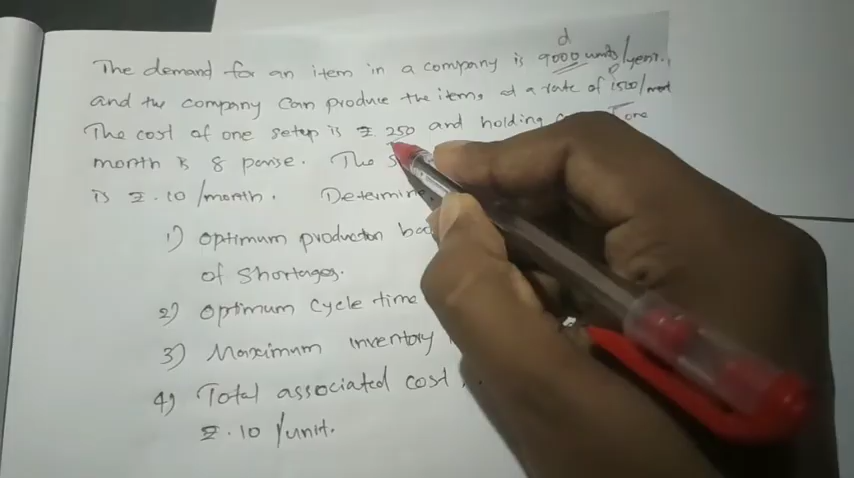 d
The demand for an item in a company is 9000 units/year.,
and the company can produce the items at a rate of 1500/
The cost of one setup is ₹ 250 and holding one
month is 8 paise. The
is ₹.10/month. Determine
1) Optimum production
of shortages.
2) Optimum cycle time
3) Maximum inventory
4) Total associated cost
₹.10/unit.